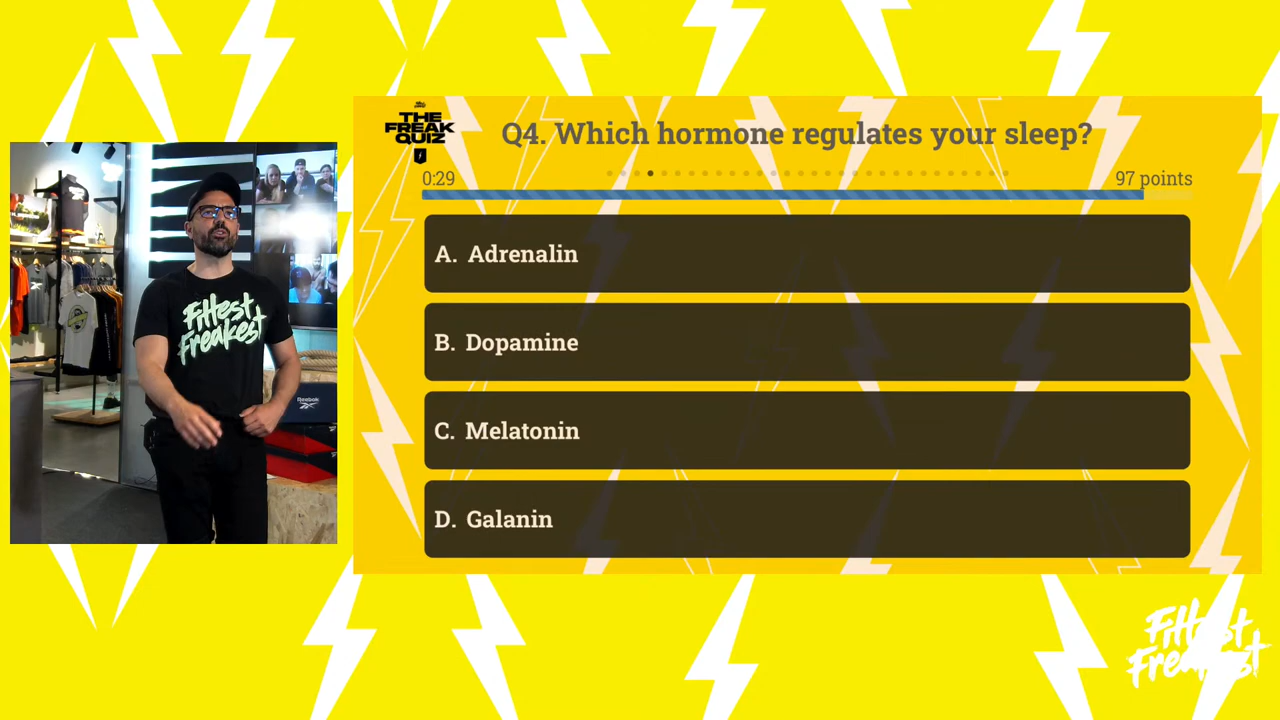 THE
FREAK
QUIZ
Q4. Which hormone regulates your sleep?
0:29
97 points
A. Adrenalin
B. Dopamine
C. Melatonin
D. Galanin
Fittest
Freakest
Reebok
Fittest
Freakest